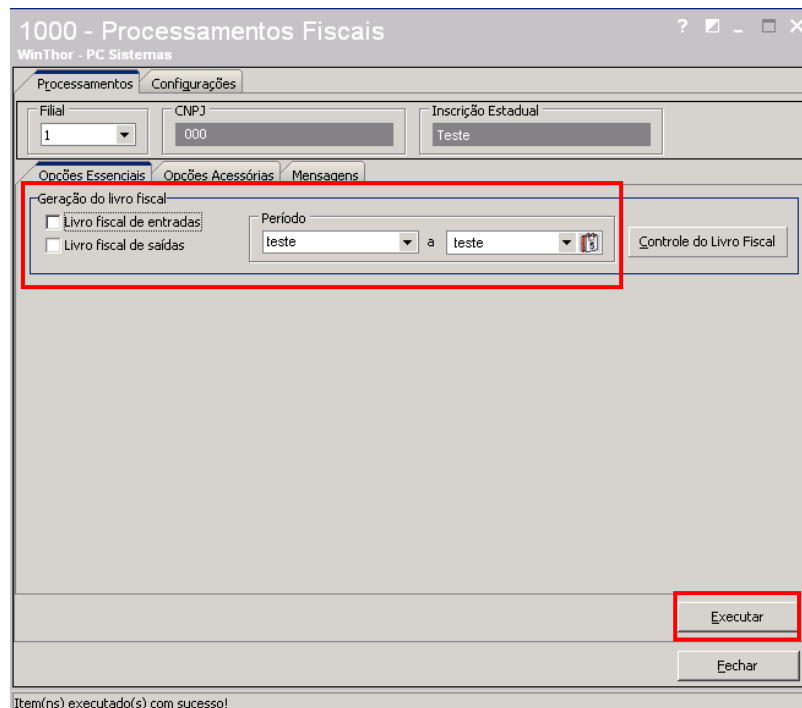 1000 - Processamentos Fiscais
WinThor - PC Sistemas
Processamentos Configurações
Filial CNPJ Inscrição Estadual
1 000 Teste
Opções Essenciais Opções Acessórias Mensagens
Geração do livro fiscal
Livro fiscal de entradas Período
Livro fiscal de saídas teste a teste Controle do Livro Fiscal
Executar
Fechar
Item(ns) executado(s) com sucesso!